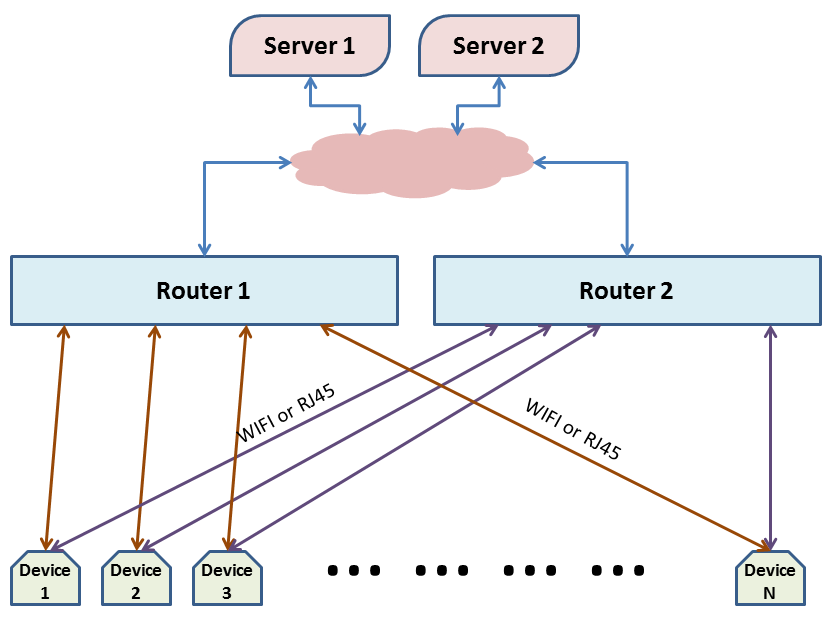 Server 1
Server 2
Router 1
Router 2
WIFI or RJ45
WIFI or RJ45
Device
1
Device
2
Device
3
Device
N